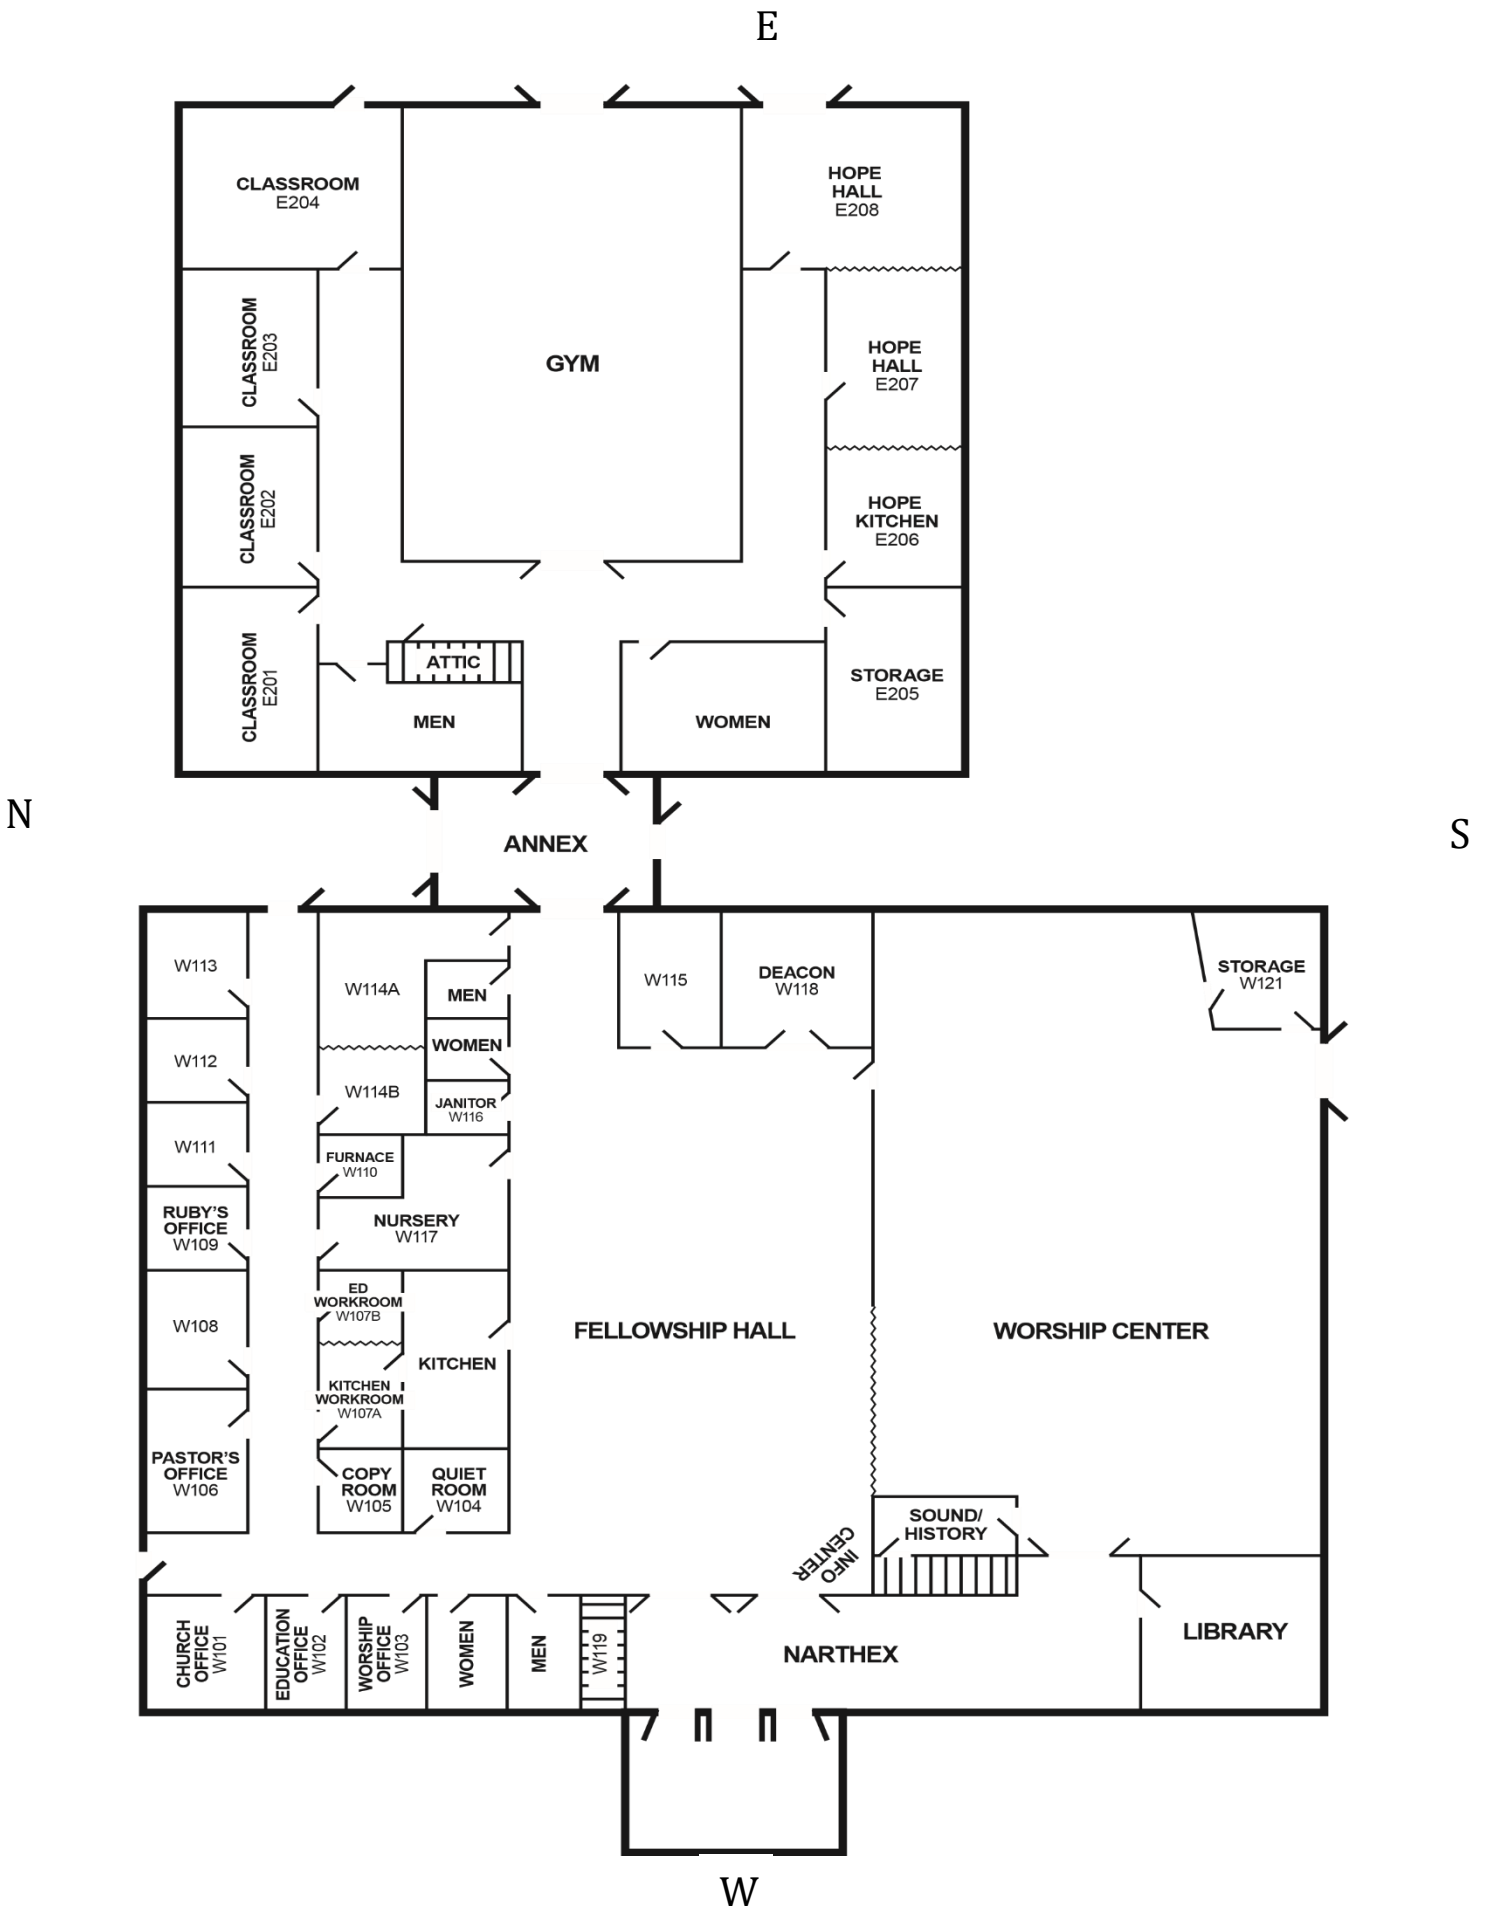 E
CLASSROOM
E204
HOPE
HALL
E208
CLASSROOM
E203
GYM
HOPE
HALL
E207
CLASSROOM
E202
HOPE
KITCHEN
E206
CLASSROOM
E201
ATTIC
MEN
WOMEN
STORAGE
E205
N
ANNEX
S
W113
W114A
MEN
W115
DEACON
W118
STORAGE
W121
W112
WOMEN
W114B
JANITOR
W116
W111
FURNACE
W110
RUBY'S
OFFICE
W109
NURSERY
W117
W108
ED
WORKROOM
W107B
FELLOWSHIP HALL
WORSHIP CENTER
KITCHEN
KITCHEN
WORKROOM
W107A
PASTOR'S
OFFICE
W106
COPY
ROOM
W105
QUIET
ROOM
W104
SOUND/
HISTORY
INFO
CENTER
CHURCH
OFFICE
W101
EDUCATION
OFFICE
W102
WORSHIP
OFFICE
W103
WOMEN
MEN
W119
NARTHEX
LIBRARY
W